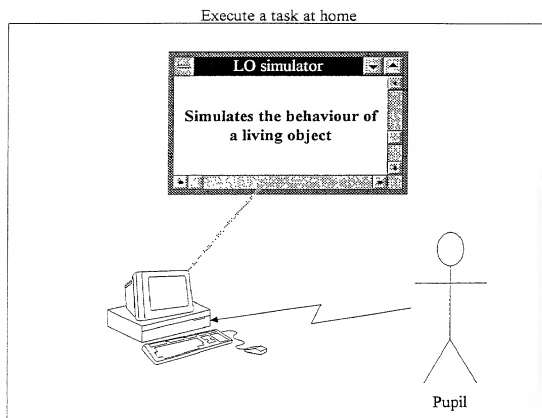 Execute a task at home
LO simulator
Simulates the behaviour of
a living object
Pupil